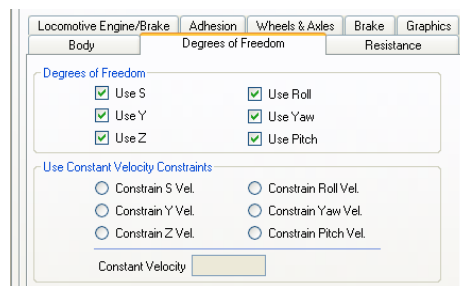 Locomotive Engine/Brake Adhesion Wheels & Axles Brake Graphics
Body Degrees of Freedom Resistance
Degrees of Freedom
Use S Use Roll
Use Y Use Yaw
Use Z Use Pitch
Use Constant Velocity Constraints
Constrain S Vel. Constrain Roll Vel.
Constrain Y Vel. Constrain Yaw Vel.
Constrain Z Vel. Constrain Pitch Vel.
Constant Velocity